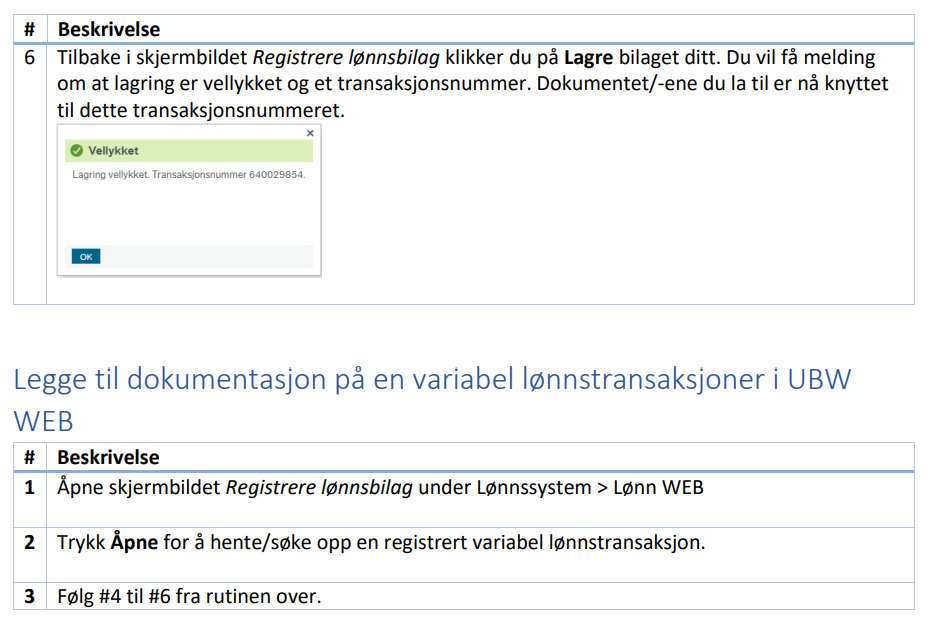 # Beskrivelse
6 Tilbake i skjermbildet Registrere lønnsbilag klikker du på Lagre bilaget ditt. Du vil få melding
om at lagring er vellykket og et transaksjonsnummer. Dokumentet/-ene du la til er nå knyttet
til dette transaksjonsnummeret.
×
Vellykket
Lagring vellykket. Transaksjonsnummer 640029854.
OK
Legge til dokumentasjon på en variabel lønnstransaksjoner i UBW
WEB
# Beskrivelse
1 Åpne skjermbildet Registrere lønnsbilag under Lønnssystem > Lønn WEB
2 Trykk Åpne for å hente/søke opp en registrert variabel lønnstransaksjon.
3 Følg #4 til #6 fra rutinen over.